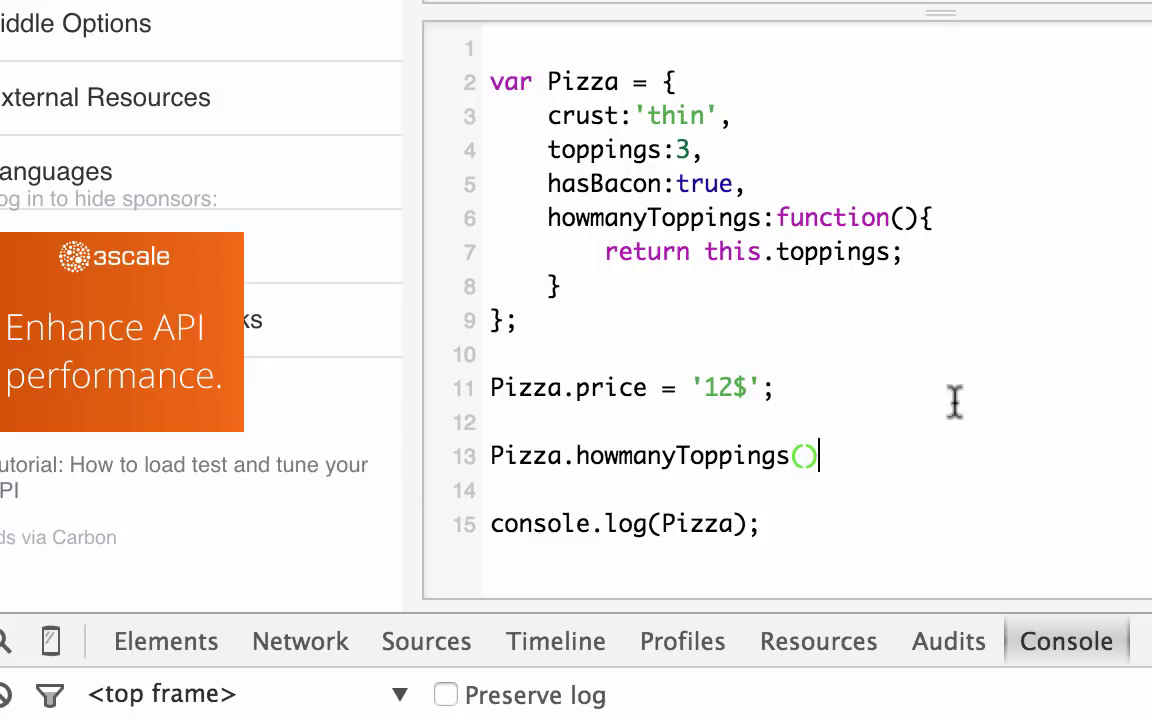 iddle Options
xternal Resources
anguages
og in to hide sponsors:
3scale
Enhance API
performance.
ks
utorial: How to load test and tune your
PI
ds via Carbon
1
2 var Pizza = {
3 crust:'thin',
4 toppings:3,
5 hasBacon:true,
6 howmanyToppings:function(){
7 return this.toppings;
8 }
9 };
10
11 Pizza.price = '12$';
12
13 Pizza.howmanyToppings()
14
15 console.log(Pizza);
Elements Network Sources Timeline Profiles Resources Audits Console
<top frame> ▼ Preserve log